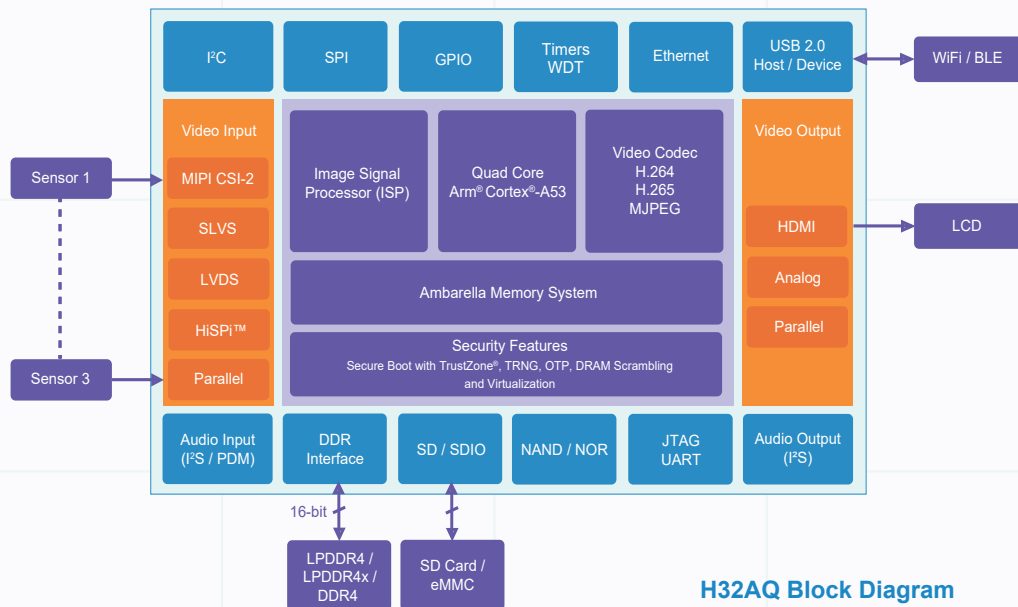 I²C
SPI
GPIO
Timers
WDT
Ethernet
USB 2.0
Host / Device
WiFi / BLE
Video Input
MIPI CSI-2
SLVS
LVDS
HiSPi™
Parallel
Sensor 1
Sensor 3
Image Signal
Processor (ISP)
Quad Core
Arm® Cortex®-A53
Video Codec
H.264
H.265
MJPEG
Ambarella Memory System
Security Features
Secure Boot with TrustZone®, TRNG, OTP, DRAM Scrambling
and Virtualization
Video Output
HDMI
Analog
Parallel
LCD
Audio Input
(I²S / PDM)
DDR
Interface
SD / SDIO
NAND / NOR
JTAG
UART
Audio Output
(I²S)
16-bit
LPDDR4 /
LPDDR4x /
DDR4
SD Card /
eMMC
H32AQ Block Diagram